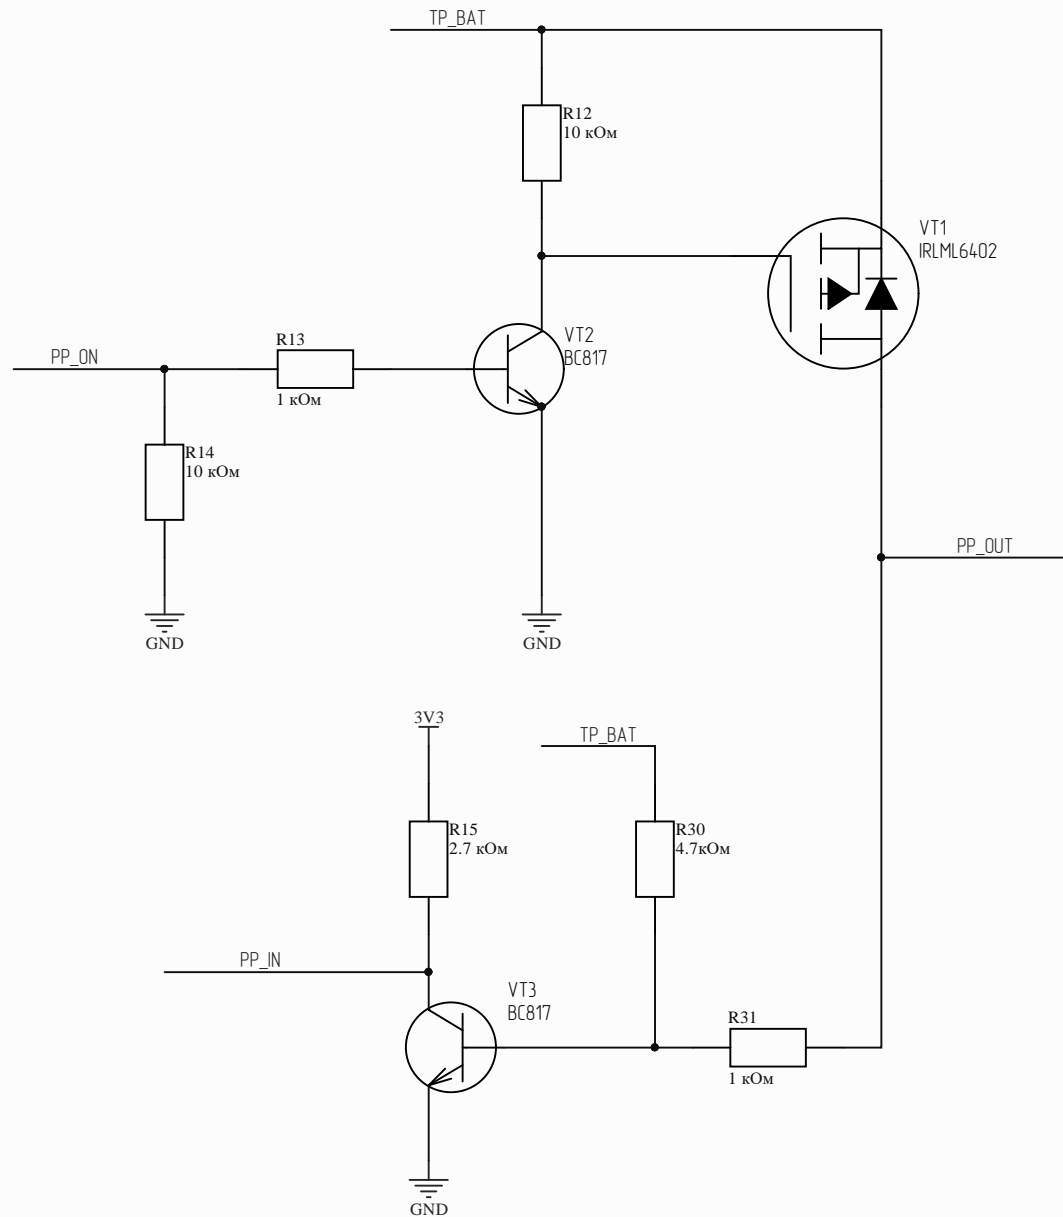 TP_BAT
R12
10 кОм
VT1
IRLML6402
VT2
BC817
R13
PP_ON
1 кОм
R14
10 кОм
PP_OUT
GND
GND
3V3
TP_BAT
R15
2.7 кОм
R30
4.7кОм
PP_IN
VT3
BC817
R31
1 кОм
GND